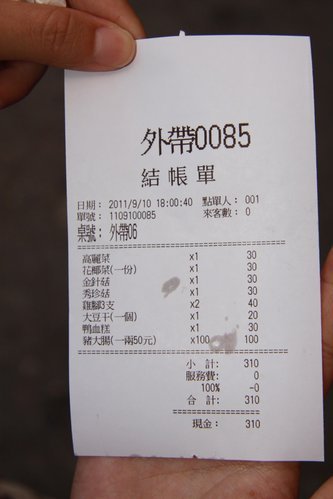 外帶0085
結帳單
日期: 2011/9/10 18:00:40 點單人: 001
單號: 1109100085 來客數: 0
桌號: 外帶06
高麗菜 x1 30
花椰菜(一份) x1 30
金針菇 x1 30
秀珍菇 x1 30
雞腳3支 x2 40
大豆干(一個) x1 20
鴨血糕 x1 30
豬大腸(一兩50元) x100 100
小計: 310
服務費: 0
100% -0
合計: 310
現金: 310